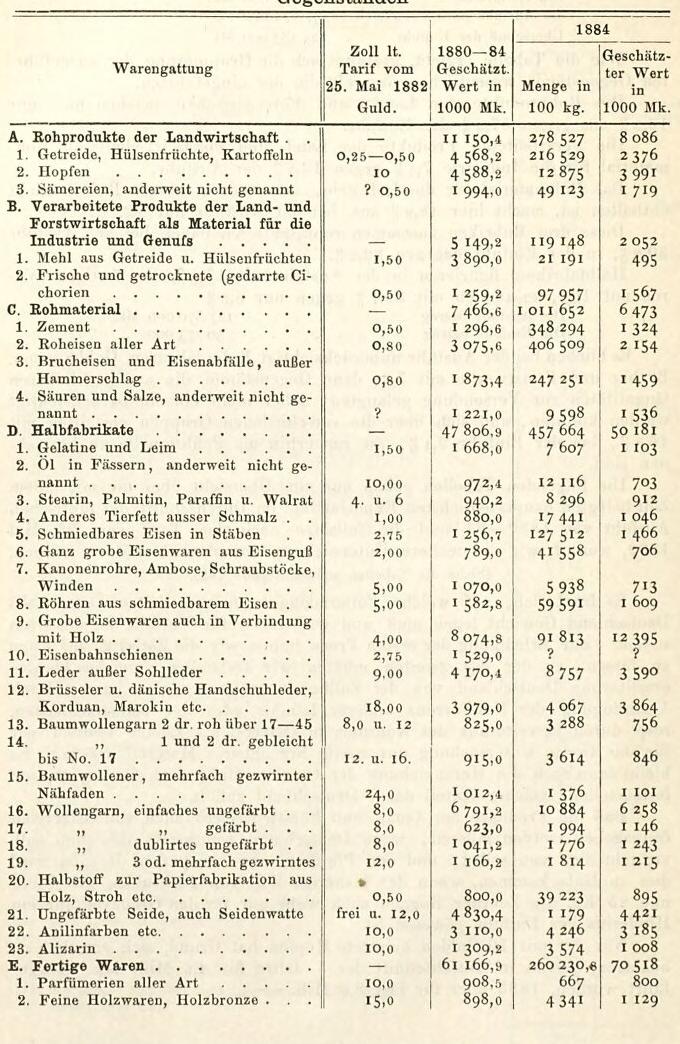 Gegenständen
1884
Warengattung
Zoll lt. Tarif vom 25. Mai 1882 Guld.
1880—84 Geschätzt. Wert in 1000 Mk.
Menge in 100 kg.
Geschätzter Wert in 1000 Mk.
A. Rohprodukte der Landwirtschaft . . — 11 150,4 278 527 8 086
1. Getreide, Hülsenfrüchte, Kartoffeln 0,25—0,50 4 568,2 216 529 2 376
2. Hopfen . . . . . . . . 10 4 588,2 12 875 3 991
3. Sämereien, anderweit nicht genannt ? 0,50 1 994,0 49 123 1 719
B. Verarbeitete Produkte der Land- und
Forstwirtschaft als Material für die
Industrie und Genufs . . . . . — 5 149,2 119 148 2 052
1. Mehl aus Getreide u. Hülsenfrüchten 1,50 3 890,0 21 191 495
2. Frische und getrocknete (gedarrte Ci-
chorien . . . . . . . . 0,50 1 259,2 97 957 1 567
C. Rohmaterial . . . . . . . — 7 466,6 1 011 652 6 473
1. Zement . . . . . . . . 0,50 1 296,6 348 294 1 324
2. Roheisen aller Art . . . . . 0,80 3 075,6 406 509 2 154
3. Brucheisen und Eisenabfälle, außer
Hammerschlag . . . . . . . 0,80 1 873,4 247 251 1 459
4. Säuren und Salze, anderweit nicht ge-
nannt . . . . . . . . . ? 1 221,0 9 598 1 536
D. Halbfabrikate . . . . . . . — 47 806,9 457 664 50 181
1. Gelatine und Leim . . . . . . 1,50 1 668,0 7 607 1 103
2. Öl in Fässern, anderweit nicht ge-
nannt . . . . . . . . . 10,00 972,4 12 116 703
3. Stearin, Palmitin, Paraffin u. Walrat 4. u. 6 940,2 8 296 912
4. Anderes Tierfett ausser Schmalz . 1,00 880,0 17 441 1 046
5. Schmiedbares Eisen in Stäben . . 2,75 1 256,7 127 512 1 466
6. Ganz grobe Eisenwaren aus Eisenguß 2,00 789,0 41 558 706
7. Kanonenrohre, Ambose, Schraubstöcke,
Winden . . . . . . . . 5,00 1 070,0 5 938 713
8. Röhren aus schmiedbarem Eisen . . 5,00 1 582,8 59 591 1 609
9. Grobe Eisenwaren auch in Verbindung
mit Holz . . . . . . . . 4,00 8 074,8 91 813 12 395
10. Eisenbahnschienen . . . . . 2,75 1 529,0 ? ?
11. Leder außer Sohlleder . . . . 9,00 4 170,4 8 757 3 590
12. Brüsseler u. dänische Handschuhleder,
Korduan, Marokin etc. . . . . 18,00 3 979,0 4 067 3 864
13. Baumwollengarn 2 dr. roh über 17—45 8,0 u. 12 825,0 3 288 756
14. „ 1 und 2 dr. gebleicht
bis No. 17 . . . . . . . . 12. u. 16. 915,0 3 614 846
15. Baumwollener, mehrfach gezwirnter
Nähfaden . . . . . . . . 24,0 1 012,4 1 376 1 101
16. Wollengarn, einfaches ungefärbt . 8,0 6 791,2 10 884 6 258
17. „ „ gefärbt . . . 8,0 623,0 1 994 1 146
18. „ dublirtes ungefärbt . . 8,0 1 041,2 1 776 1 243
19. „ 3 od. mehrfach gezwirntes 12,0 1 166,2 1 814 1 215
20. Halbstoff zur Papierfabrikation aus
Holz, Stroh etc. . . . . . . 0,50 800,0 39 223 895
21. Ungefärbte Seide, auch Seidenwatte frei u. 12,0 4 830,4 1 179 4 421
22. Anilinfarben etc. . . . . . . 10,0 3 110,0 4 246 3 185
23. Alizarin . . . . . . . . 10,0 1 309,2 3 574 1 008
E. Fertige Waren . . . . . . . — 61 166,9 260 230,8 70 518
1. Parfümerien aller Art . . . . . 10,0 908,5 667 800
2. Feine Holzwaren, Holzbronze . . . 15,0 898,0 4 341 1 129